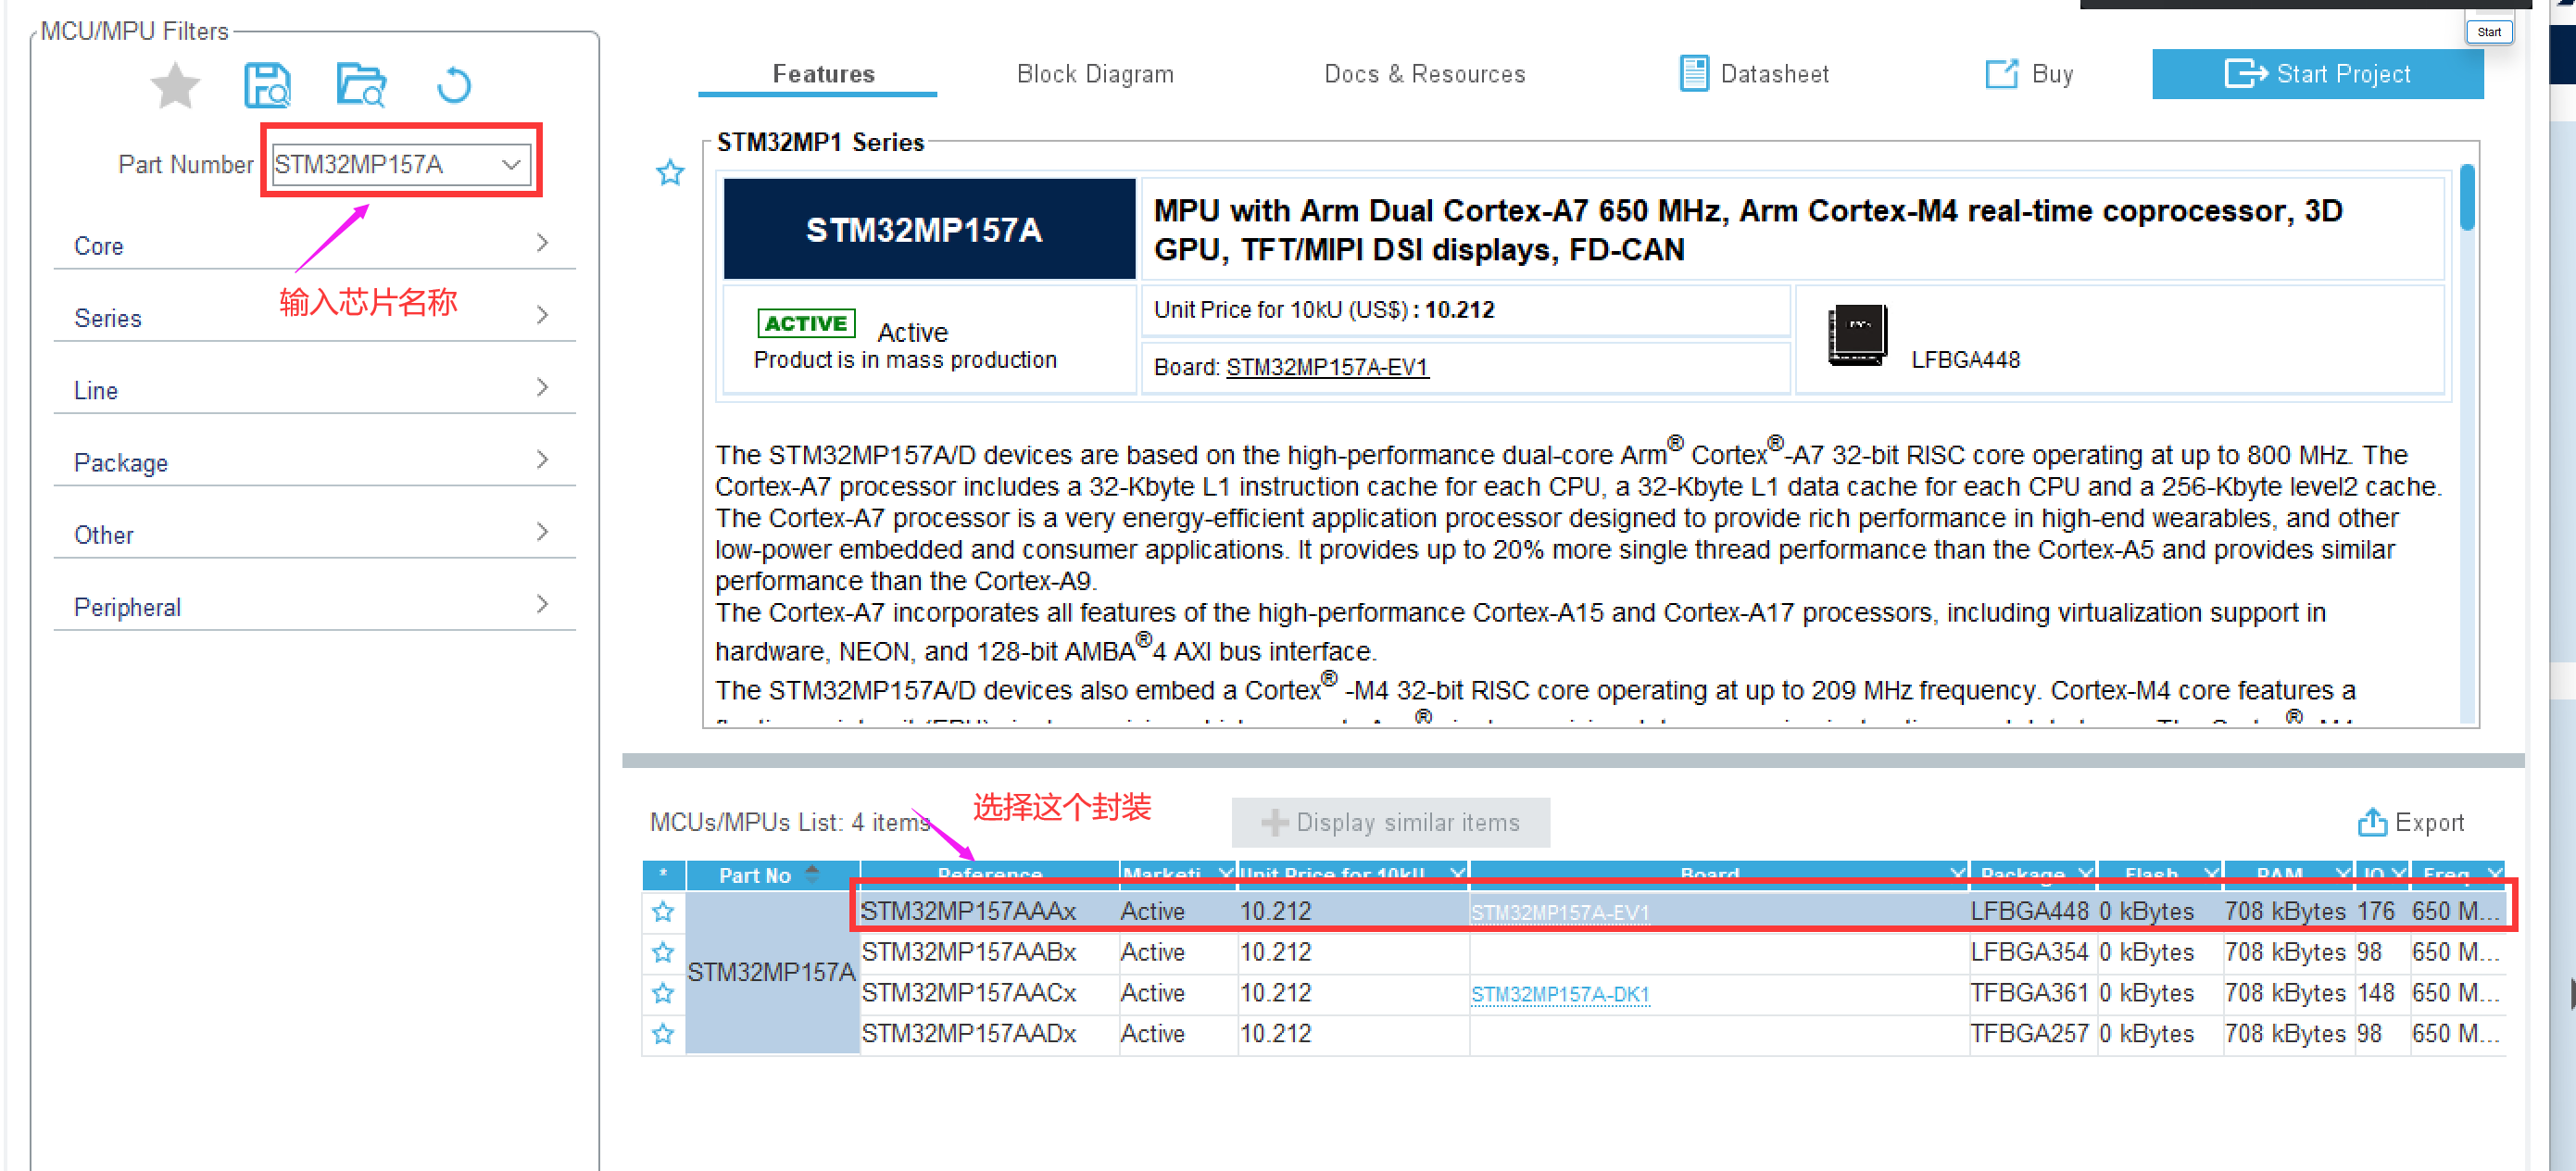 MCU/MPU Filters
Start
Features
Block Diagram
Docs & Resources
Datasheet
Buy
Start Project
Part Number
STM32MP157A
输入芯片名称
Core
Series
Line
Package
Other
Peripheral
STM32MP1 Series
STM32MP157A
MPU with Arm Dual Cortex-A7 650 MHz, Arm Cortex-M4 real-time coprocessor, 3D
GPU, TFT/MIPI DSI displays, FD-CAN
ACTIVE
Active
Product is in mass production
Unit Price for 10kU (US$) : 10.212
Board: STM32MP157A-EV1
LFBGA448
The STM32MP157A/D devices are based on the high-performance dual-core Arm® Cortex®-A7 32-bit RISC core operating at up to 800 MHz. The
Cortex-A7 processor includes a 32-Kbyte L1 instruction cache for each CPU, a 32-Kbyte L1 data cache for each CPU and a 256-Kbyte level2 cache.
The Cortex-A7 processor is a very energy-efficient application processor designed to provide rich performance in high-end wearables, and other
low-power embedded and consumer applications. It provides up to 20% more single thread performance than the Cortex-A5 and provides similar
performance than the Cortex-A9.
The Cortex-A7 incorporates all features of the high-performance Cortex-A15 and Cortex-A17 processors, including virtualization support in
hardware, NEON, and 128-bit AMBA®4 AXI bus interface.
The STM32MP157A/D devices also embed a Cortex® -M4 32-bit RISC core operating at up to 209 MHz frequency. Cortex-M4 core features a
选择这个封装
MCUs/MPUs List: 4 items
Display similar items
Export
* Part No Reference Marketi Unit Price for 10kU Board Package Flash RAM IO Freq
STM32MP157A
STM32MP157AAAx Active 10.212 STM32MP157A-EV1 LFBGA448 0 kBytes 708 kBytes 176 650 M...
STM32MP157AABx Active 10.212 LFBGA354 0 kBytes 708 kBytes 98 650 M...
STM32MP157AACx Active 10.212 STM32MP157A-DK1 TFBGA361 0 kBytes 708 kBytes 148 650 M...
STM32MP157AADx Active 10.212 TFBGA257 0 kBytes 708 kBytes 98 650 M...